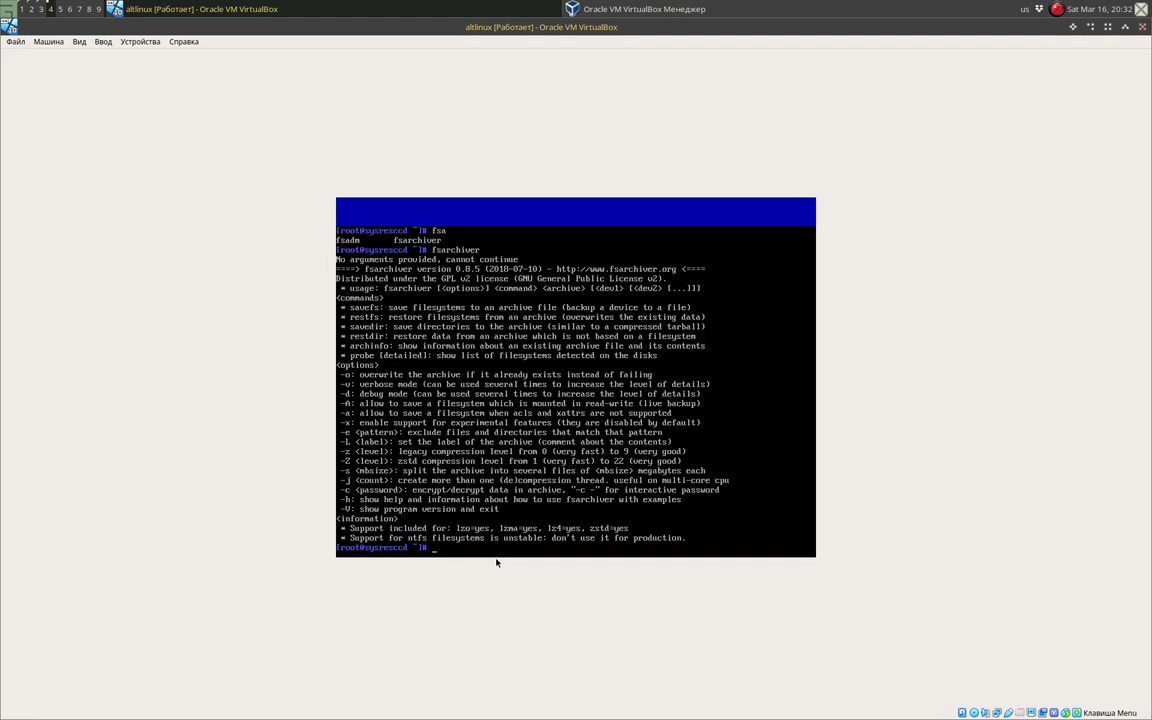 1 2 3 4 5 6 7 8 9 altlinux [Работает] - Oracle VM VirtualBox Oracle VM VirtualBox Менеджер us Sat Mar 16, 20:32
altlinux [Работает] - Oracle VM VirtualBox
Файл Машина Вид Ввод Устройства Справка
[root@sysresccd ~]# fsa
fsadm fsarchiver
[root@sysresccd ~]# fsarchiver
No arguments provided, cannot continue
====> fsarchiver version 0.8.5 (2018-07-10) - http://www.fsarchiver.org <====
Distributed under the GPL v2 license (GNU General Public License v2).
* usage: fsarchiver [<options>] <command> <archive> [<dev1> [<dev2> [...]]]
<commands>
* savefs: save filesystems to an archive file (backup a device to a file)
* restfs: restore filesystems from an archive (overwrites the existing data)
* savedir: save directories to the archive (similar to a compressed tarball)
* restdir: restore data from an archive which is not based on a filesystem
* archinfo: show information about an existing archive file and its contents
* probe [detailed]: show list of filesystems detected on the disks
<options>
-o: overwrite the archive if it already exists instead of failing
-v: verbose mode (can be used several times to increase the level of details)
-d: debug mode (can be used several times to increase the level of details)
-A: allow to save a filesystem which is mounted in read-write (live backup)
-a: allow to save a filesystem when acls and xattrs are not supported
-x: enable support for experimental features (they are disabled by default)
-e <pattern>: exclude files and directories that match that pattern
-L <label>: set the label of the archive (comment about the contents)
-z <level>: legacy compression level from 0 (very fast) to 9 (very good)
-Z <level>: zstd compression level from 1 (very fast) to 22 (very good)
-s <mbsize>: split the archive into several files of <mbsize> megabytes each
-j <count>: create more than one (de)compression thread. useful on multi-core cpu
-c <password>: encrypt/decrypt data in archive, "-c -" for interactive password
-h: show help and information about how to use fsarchiver with examples
-V: show program version and exit
<information>
* Support included for: lzo=yes, lzma=yes, lz4=yes, zstd=yes
* Support for ntfs filesystems is unstable: don't use it for production.
[root@sysresccd ~]# _
Клавиша Menu